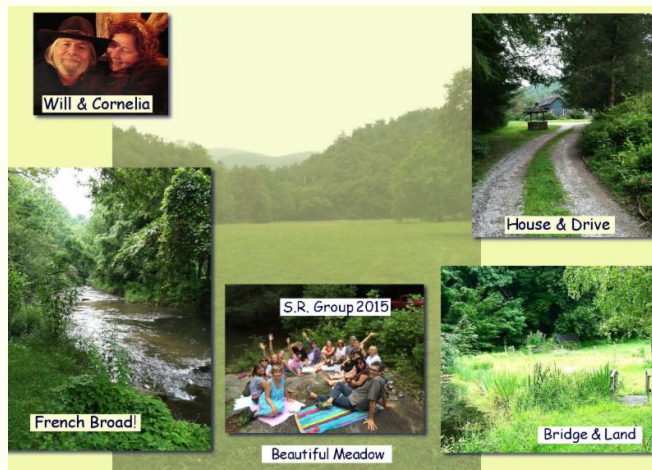 Will & Cornelia
House & Drive
S.R. Group 2015
French Broad!
Bridge & Land
Beautiful Meadow